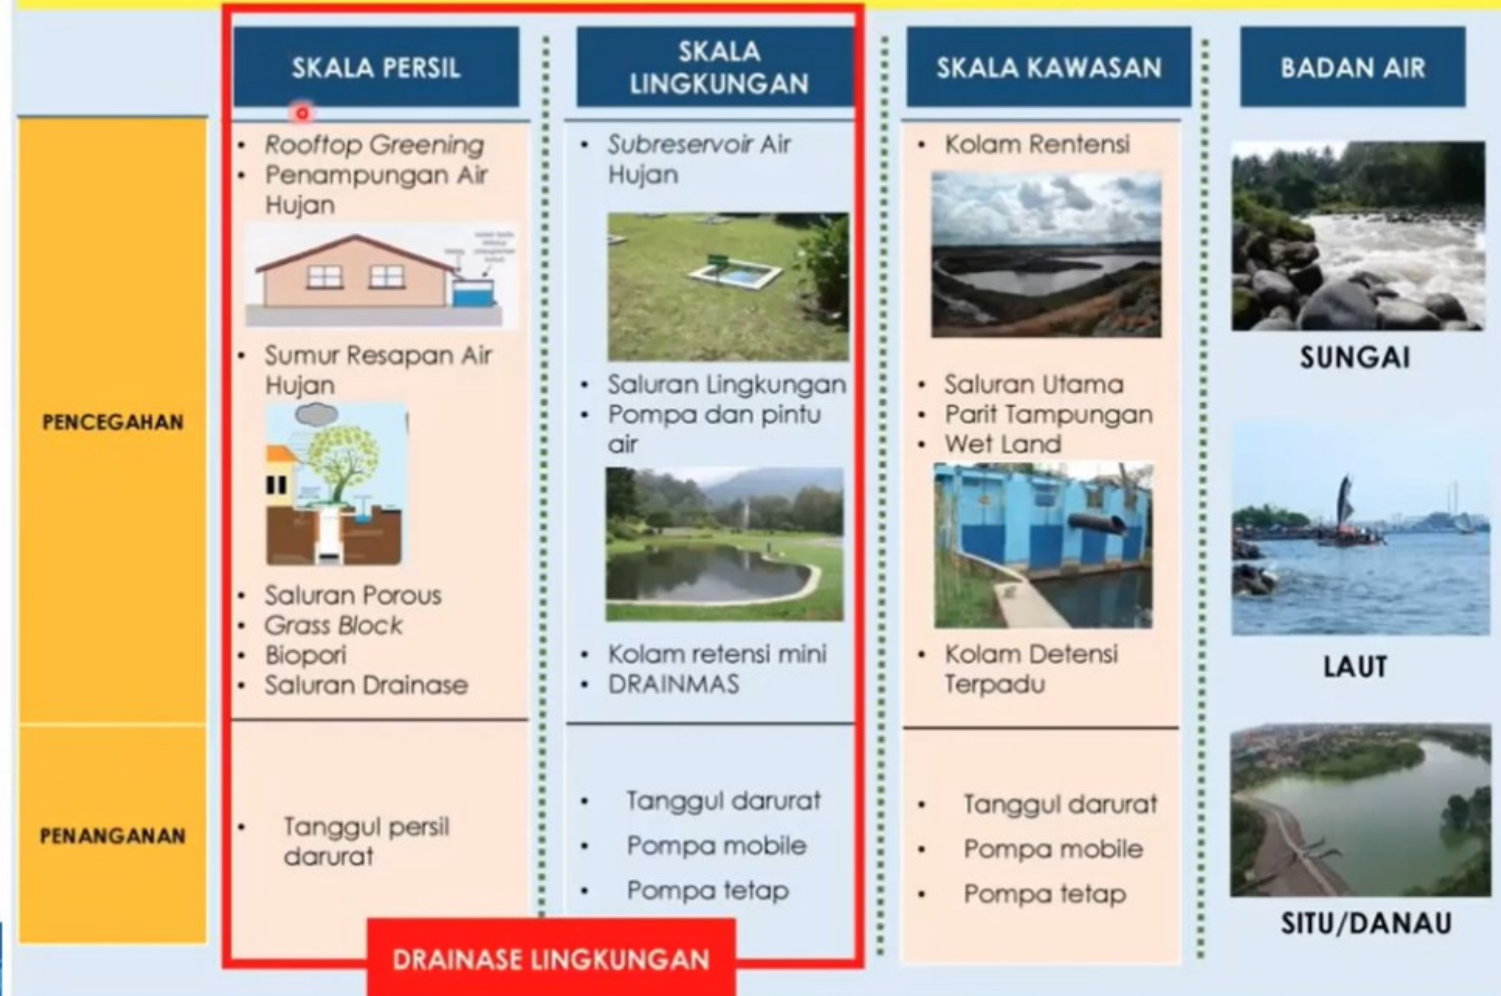 SKALA PERSIL
SKALA
LINGKUNGAN
SKALA KAWASAN
BADAN AIR
PENCEGAHAN
• Rooftop Greening
• Penampungan Air
Hujan
• Sumur Resapan Air
Hujan
• Saluran Porous
• Grass Block
• Biopori
• Saluran Drainase
• Subreservoir Air
Hujan
• Saluran Lingkungan
• Pompa dan pintu
air
• Kolam retensi mini
• DRAINMAS
• Kolam Rentensi
• Saluran Utama
• Parit Tampungan
• Wet Land
• Kolam Detensi
Terpadu
SUNGAI
LAUT
SITU/DANAU
PENANGANAN
• Tanggul persil
darurat
• Tanggul darurat
• Pompa mobile
• Pompa tetap
• Tanggul darurat
• Pompa mobile
• Pompa tetap
DRAINASE LINGKUNGAN